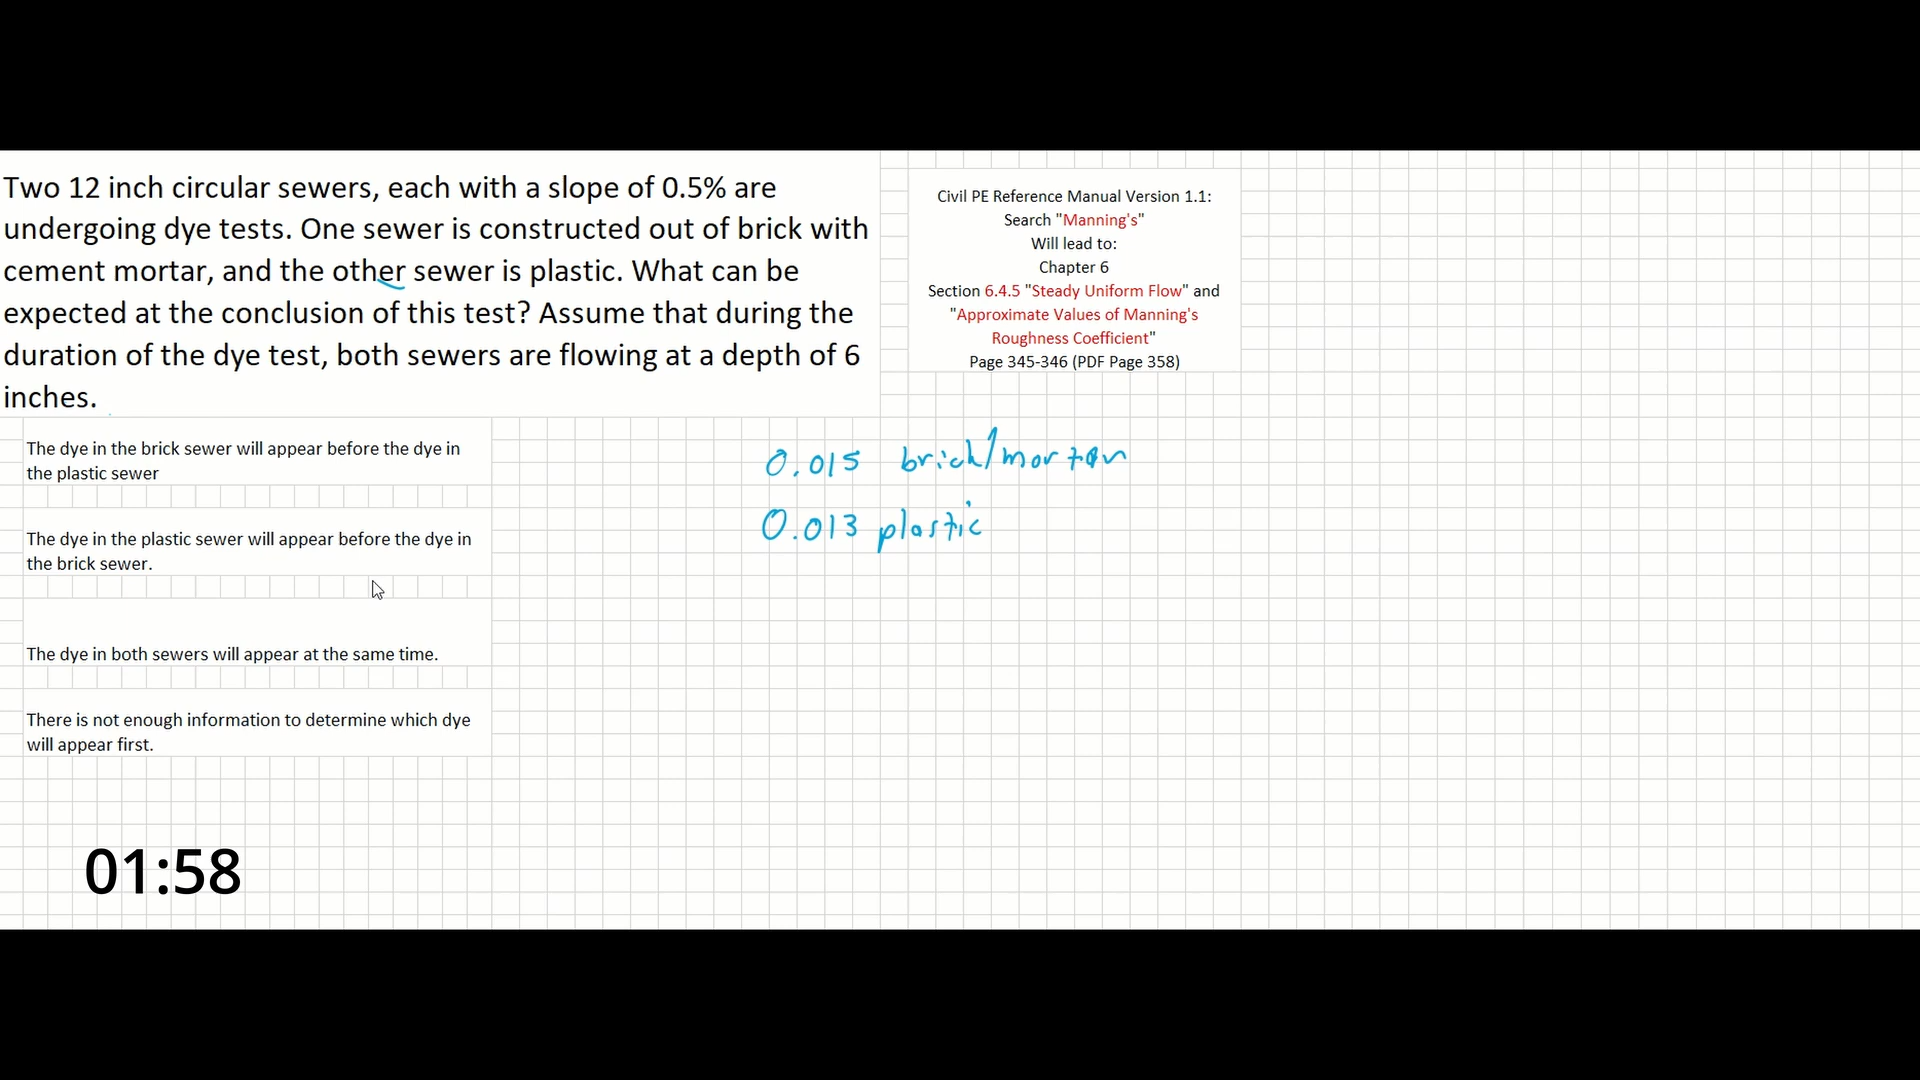 Two 12 inch circular sewers, each with a slope of 0.5% are
undergoing dye tests. One sewer is constructed out of brick with
cement mortar, and the other sewer is plastic. What can be
expected at the conclusion of this test? Assume that during the
duration of the dye test, both sewers are flowing at a depth of 6
inches.
Civil PE Reference Manual Version 1.1:
Search "Manning's"
Will lead to:
Chapter 6
Section 6.4.5 "Steady Uniform Flow" and
"Approximate Values of Manning's
Roughness Coefficient"
Page 345-346 (PDF Page 358)
The dye in the brick sewer will appear before the dye in
the plastic sewer
The dye in the plastic sewer will appear before the dye in
the brick sewer.
The dye in both sewers will appear at the same time.
There is not enough information to determine which dye
will appear first.
0.015 brick/mortar
0.013 plastic
01:58